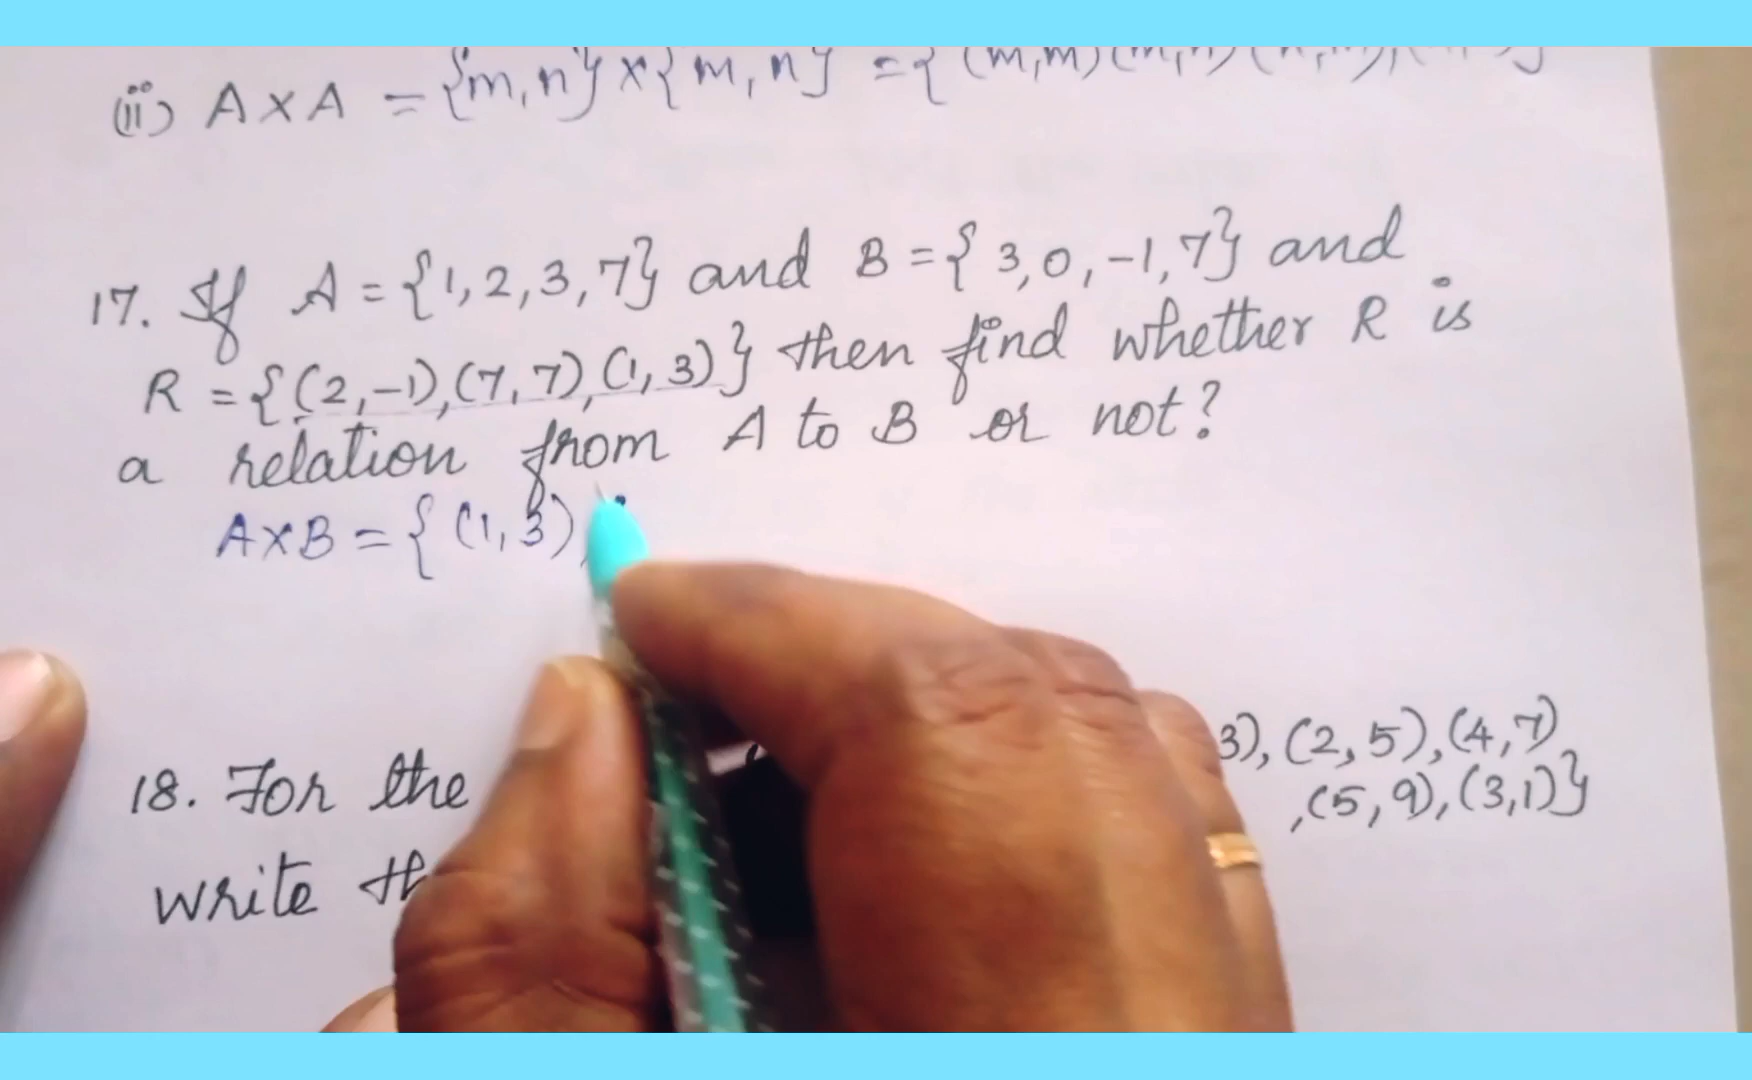 (ii) A×A = {m,n}×{m,n} = {(m,m)(m,n)
17. If A = {1,2,3,7} and B = {3,0,-1,7} and
R = {(2,-1),(7,7),(1,3)} then find whether R is
a relation from A to B or not?
A×B = {(1,3),
18. For the 3),(2,5),(4,7)
,(5,9),(3,1)}
write